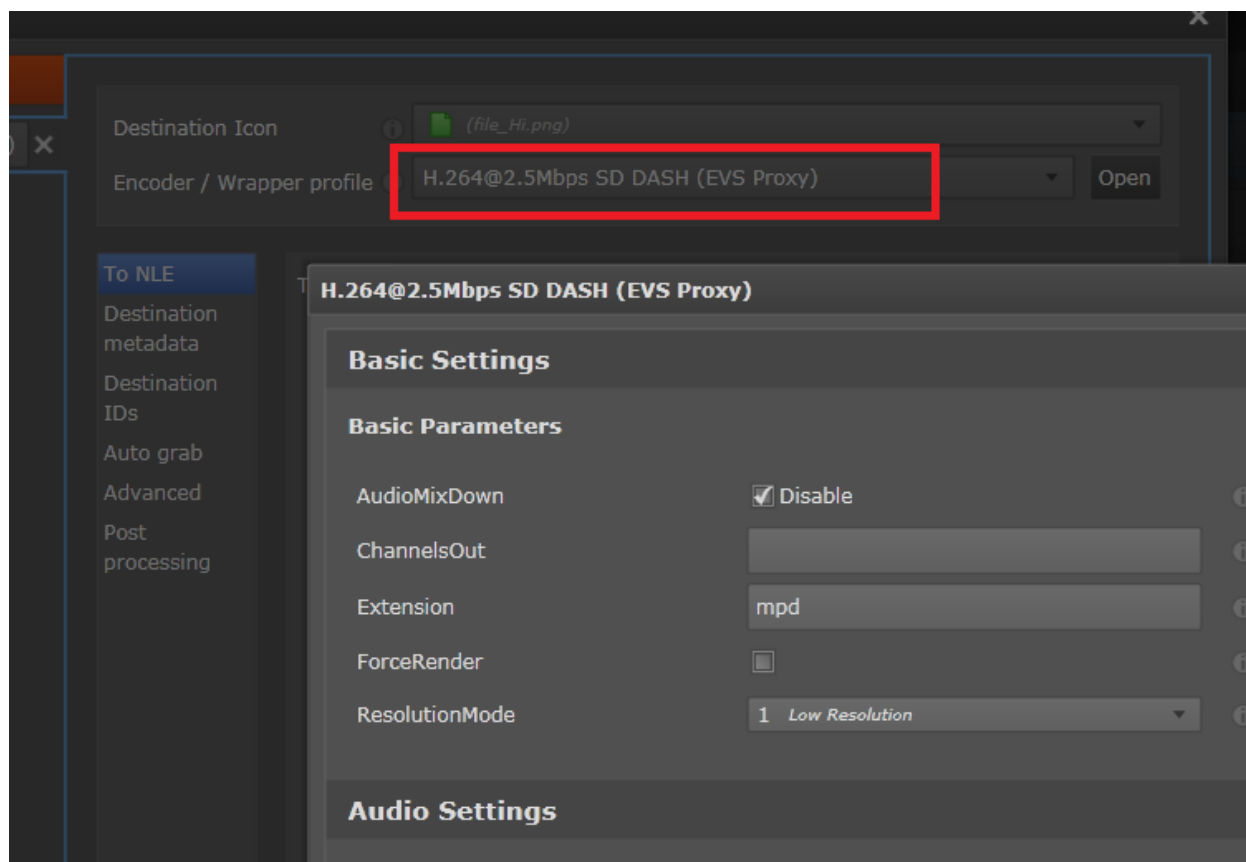 Destination Icon
(file_Hi.png)
Encoder / Wrapper profile
H.264@2.5Mbps SD DASH (EVS Proxy)
Open
To NLE
Destination
metadata
Destination
IDs
Auto grab
Advanced
Post
processing
H.264@2.5Mbps SD DASH (EVS Proxy)
Basic Settings
Basic Parameters
AudioMixDown
Disable
ChannelsOut
Extension
mpd
ForceRender
ResolutionMode
1 Low Resolution
Audio Settings